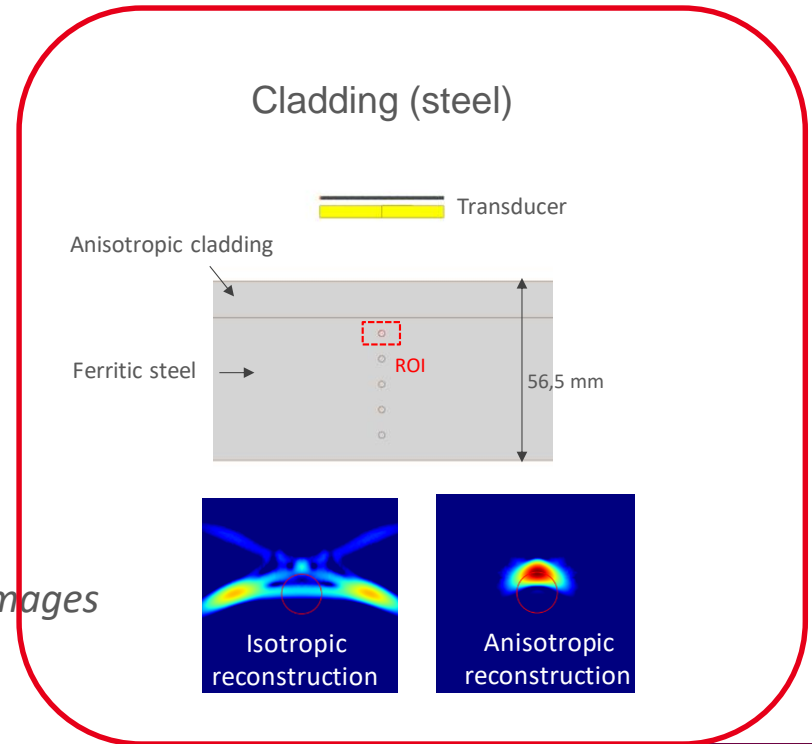 Cladding (steel)
Transducer
Anisotropic cladding
ROI
Ferritic steel
56,5 mm
mages
Isotropic
reconstruction
Anisotropic
reconstruction